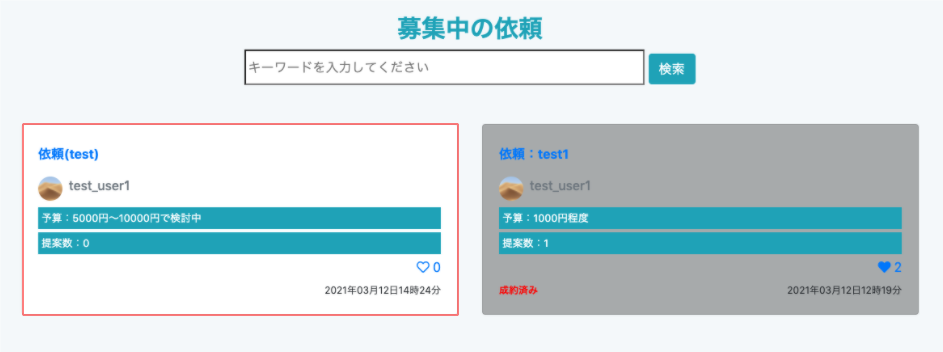 募集中の依頼
キーワードを入力してください
検索
依頼(test)
test_user1
予算：5000円〜10000円で検討中
提案数：0
0
2021年03月12日14時24分
依頼：test1
test_user1
予算：1000円程度
提案数：1
2
成約済み 2021年03月12日12時19分